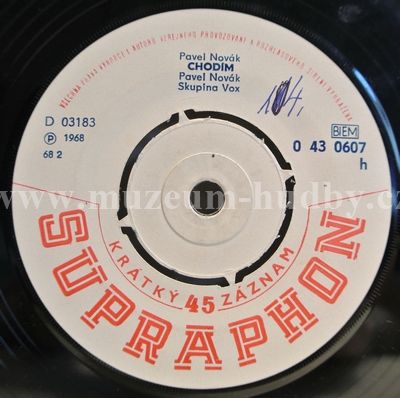 VŠECHNA PRÁVA VÝROBCE I AUTORŮ VEŘEJNÉHO PROVOZOVÁNÍ A ROZHLASOVÉHO ŠÍŘENÍ VYHRAZENA
Pavel Novák
CHODÍM
Pavel Novák
Skupina Vox
D 03183
P 1968
68 2
BIEM
0 43 0607
h
www.muzeum-hudby.cz
KRÁTKÝ 45 ZÁZNAM
SUPRAPHON